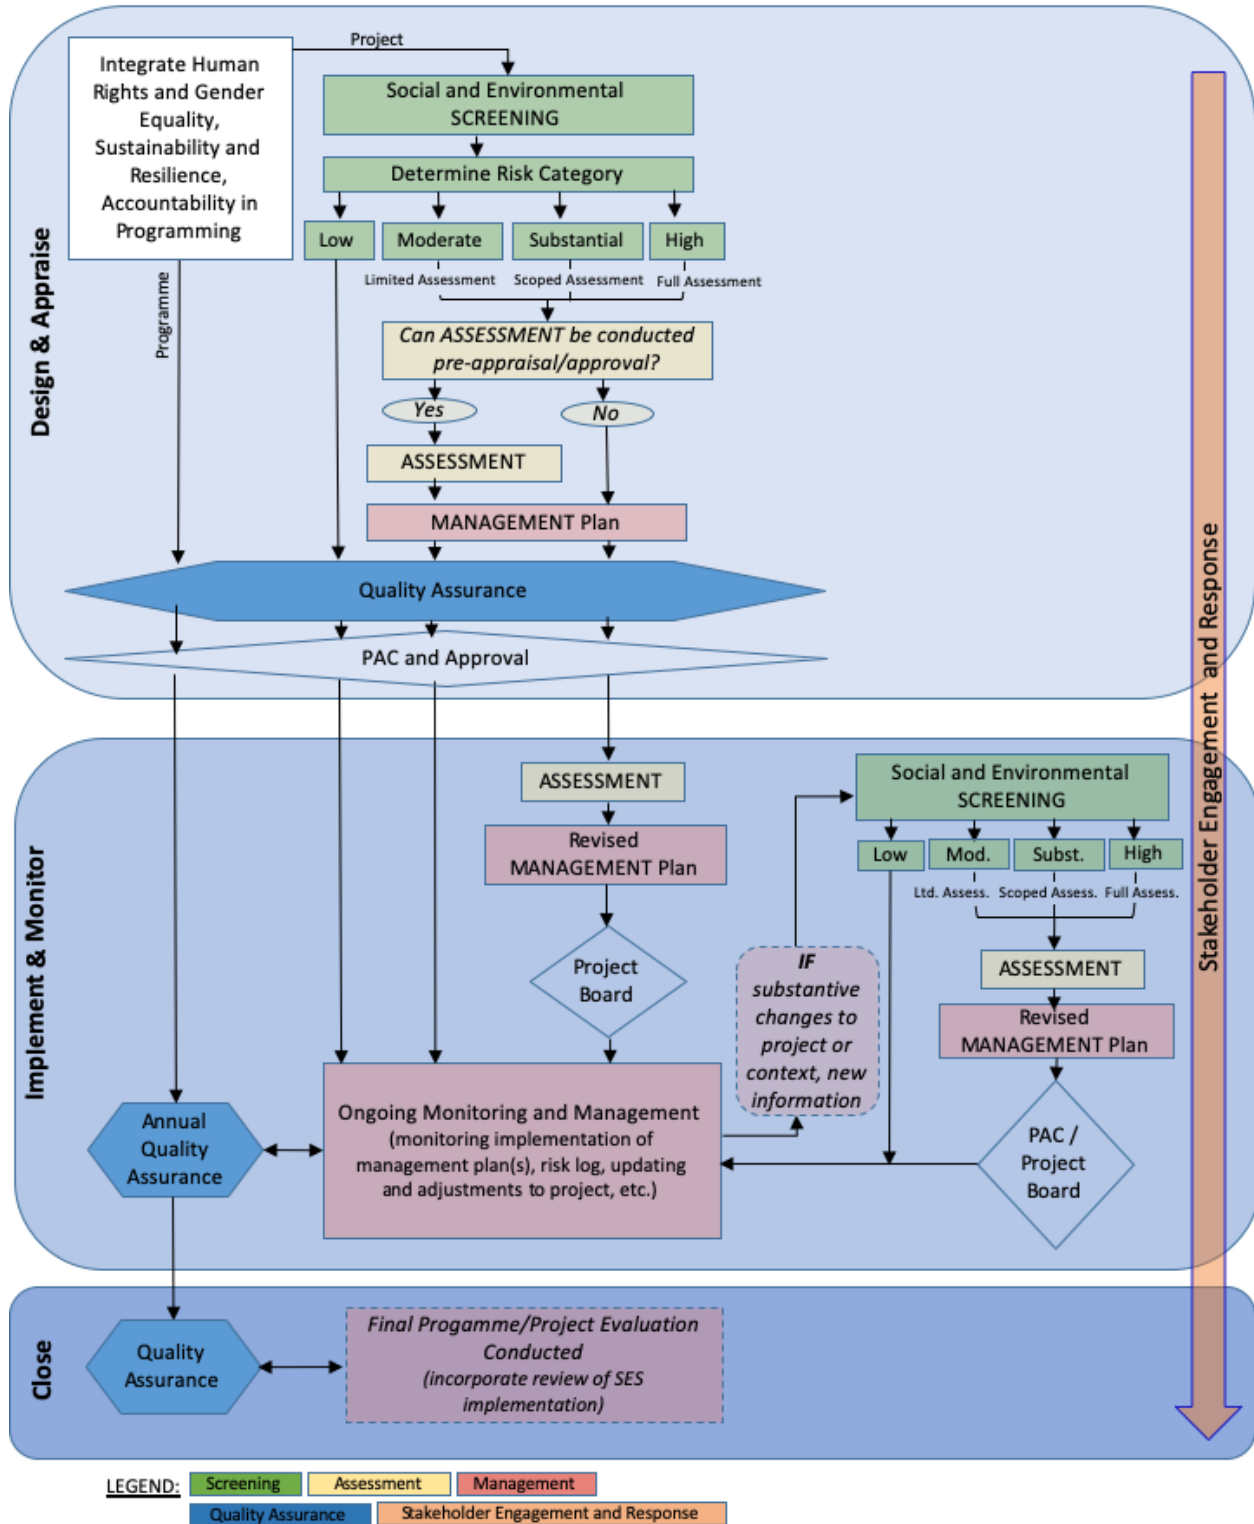 Project
Integrate Human
Rights and Gender
Equality,
Sustainability and
Resilience,
Accountability in
Programming
Social and Environmental
SCREENING
Determine Risk Category
Low
Moderate
Substantial
High
Limited Assessment
Scoped Assessment
Full Assessment
Programme
Design & Appraise
Can ASSESSMENT be conducted
pre-appraisal/approval?
Yes
No
ASSESSMENT
MANAGEMENT Plan
Quality Assurance
PAC and Approval
Stakeholder Engagement and Response
Implement & Monitor
ASSESSMENT
Revised
MANAGEMENT Plan
Project
Board
Social and Environmental
SCREENING
Low
Mod.
Subst.
High
Ltd. Assess.
Scoped Assess.
Full Assess.
IF
substantive
changes to
project or
context, new
information
ASSESSMENT
Revised
MANAGEMENT Plan
PAC /
Project
Board
Annual
Quality
Assurance
Ongoing Monitoring and Management
(monitoring implementation of
management plan(s), risk log, updating
and adjustments to project, etc.)
Close
Quality
Assurance
Final Progamme/Project Evaluation
Conducted
(incorporate review of SES
implementation)
LEGEND:
Screening
Assessment
Management
Quality Assurance
Stakeholder Engagement and Response